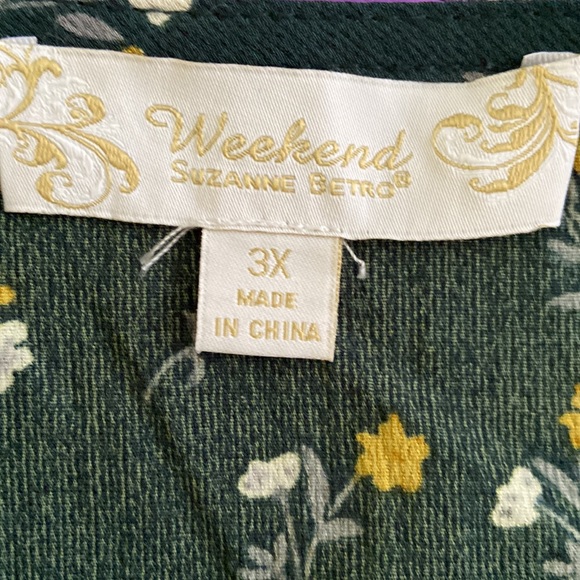 Weekend
SUZANNE BETRO®
3X
MADE
IN CHINA